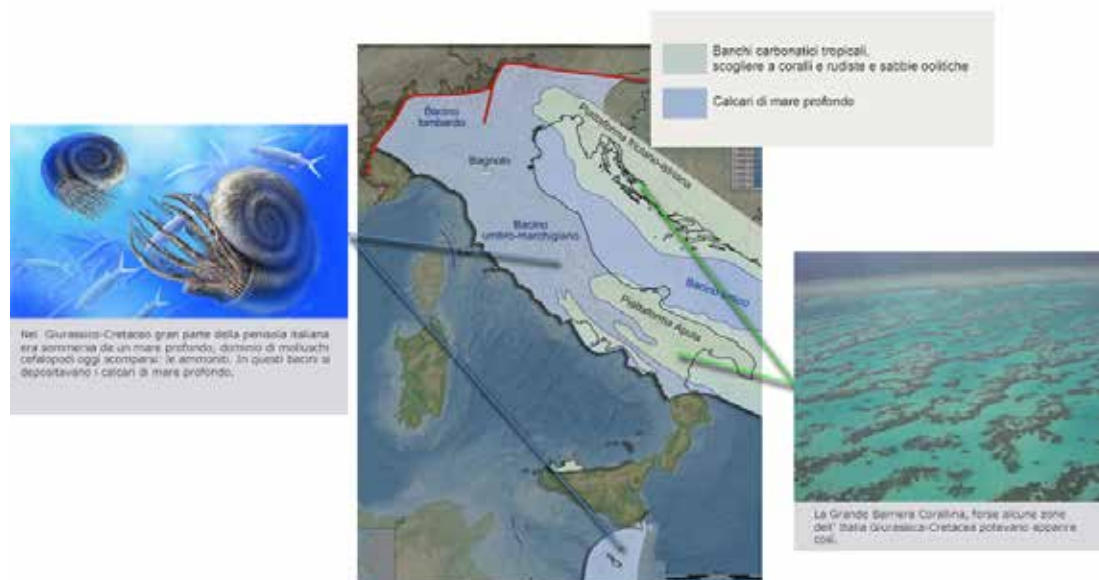 Banchi carbonatici tropicali,
scogliere a coralli e rudiste e sabbie oolitiche
Calcari di mare profondo
Bacino
lombardo
Bagnolo
Piattaforma friulano-istriana
Bacino
umbro-marchigiano
Bacino
Piattaforma Apula
Nel Giurassico-Cretaceo gran parte della penisola italiana
era sommersa da un mare profondo, dominio di molluschi
cefalopodi oggi scomparsi: le ammoniti. In questi bacini si
depositavano i calcari di mare profondo.
La Grande Barriera Corallina, forse alcune zone
dell' Italia Giurassica-Cretacea potevano apparire
così.